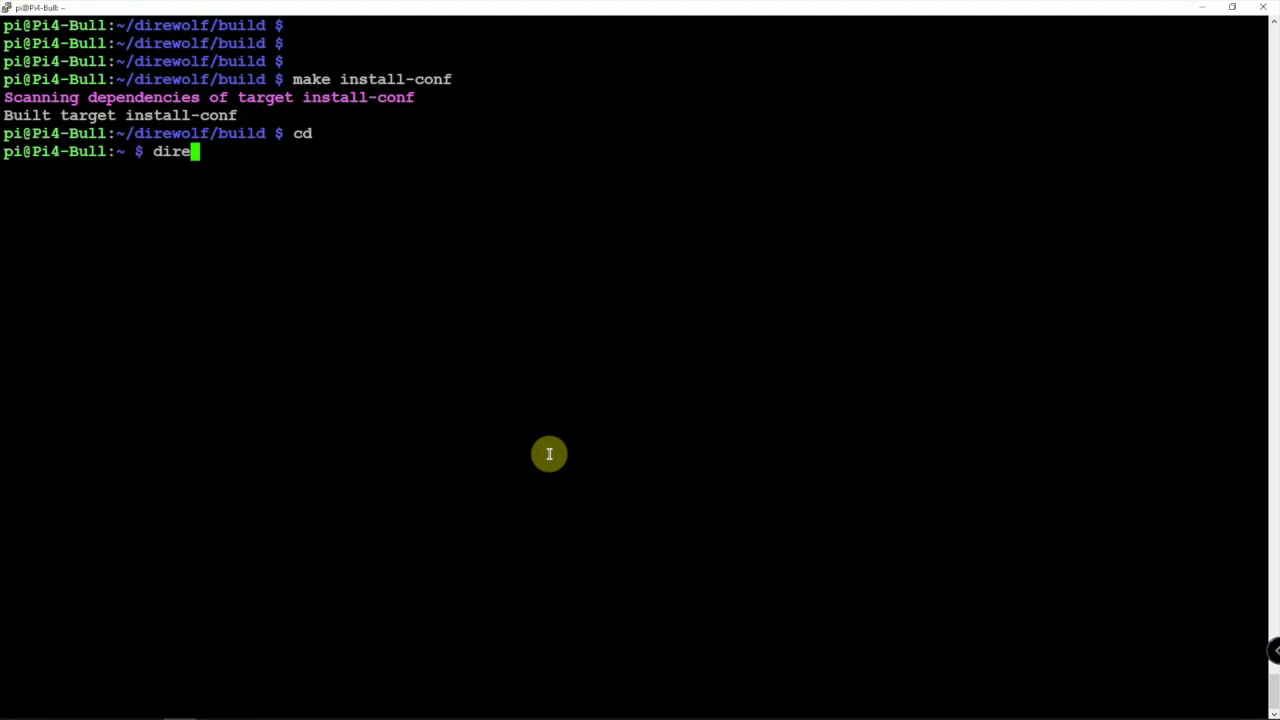 pi@Pi4-Bull: ~
pi@Pi4-Bull:~/direwolf/build $
pi@Pi4-Bull:~/direwolf/build $
pi@Pi4-Bull:~/direwolf/build $
pi@Pi4-Bull:~/direwolf/build $ make install-conf
Scanning dependencies of target install-conf
Built target install-conf
pi@Pi4-Bull:~/direwolf/build $ cd
pi@Pi4-Bull:~ $ dire